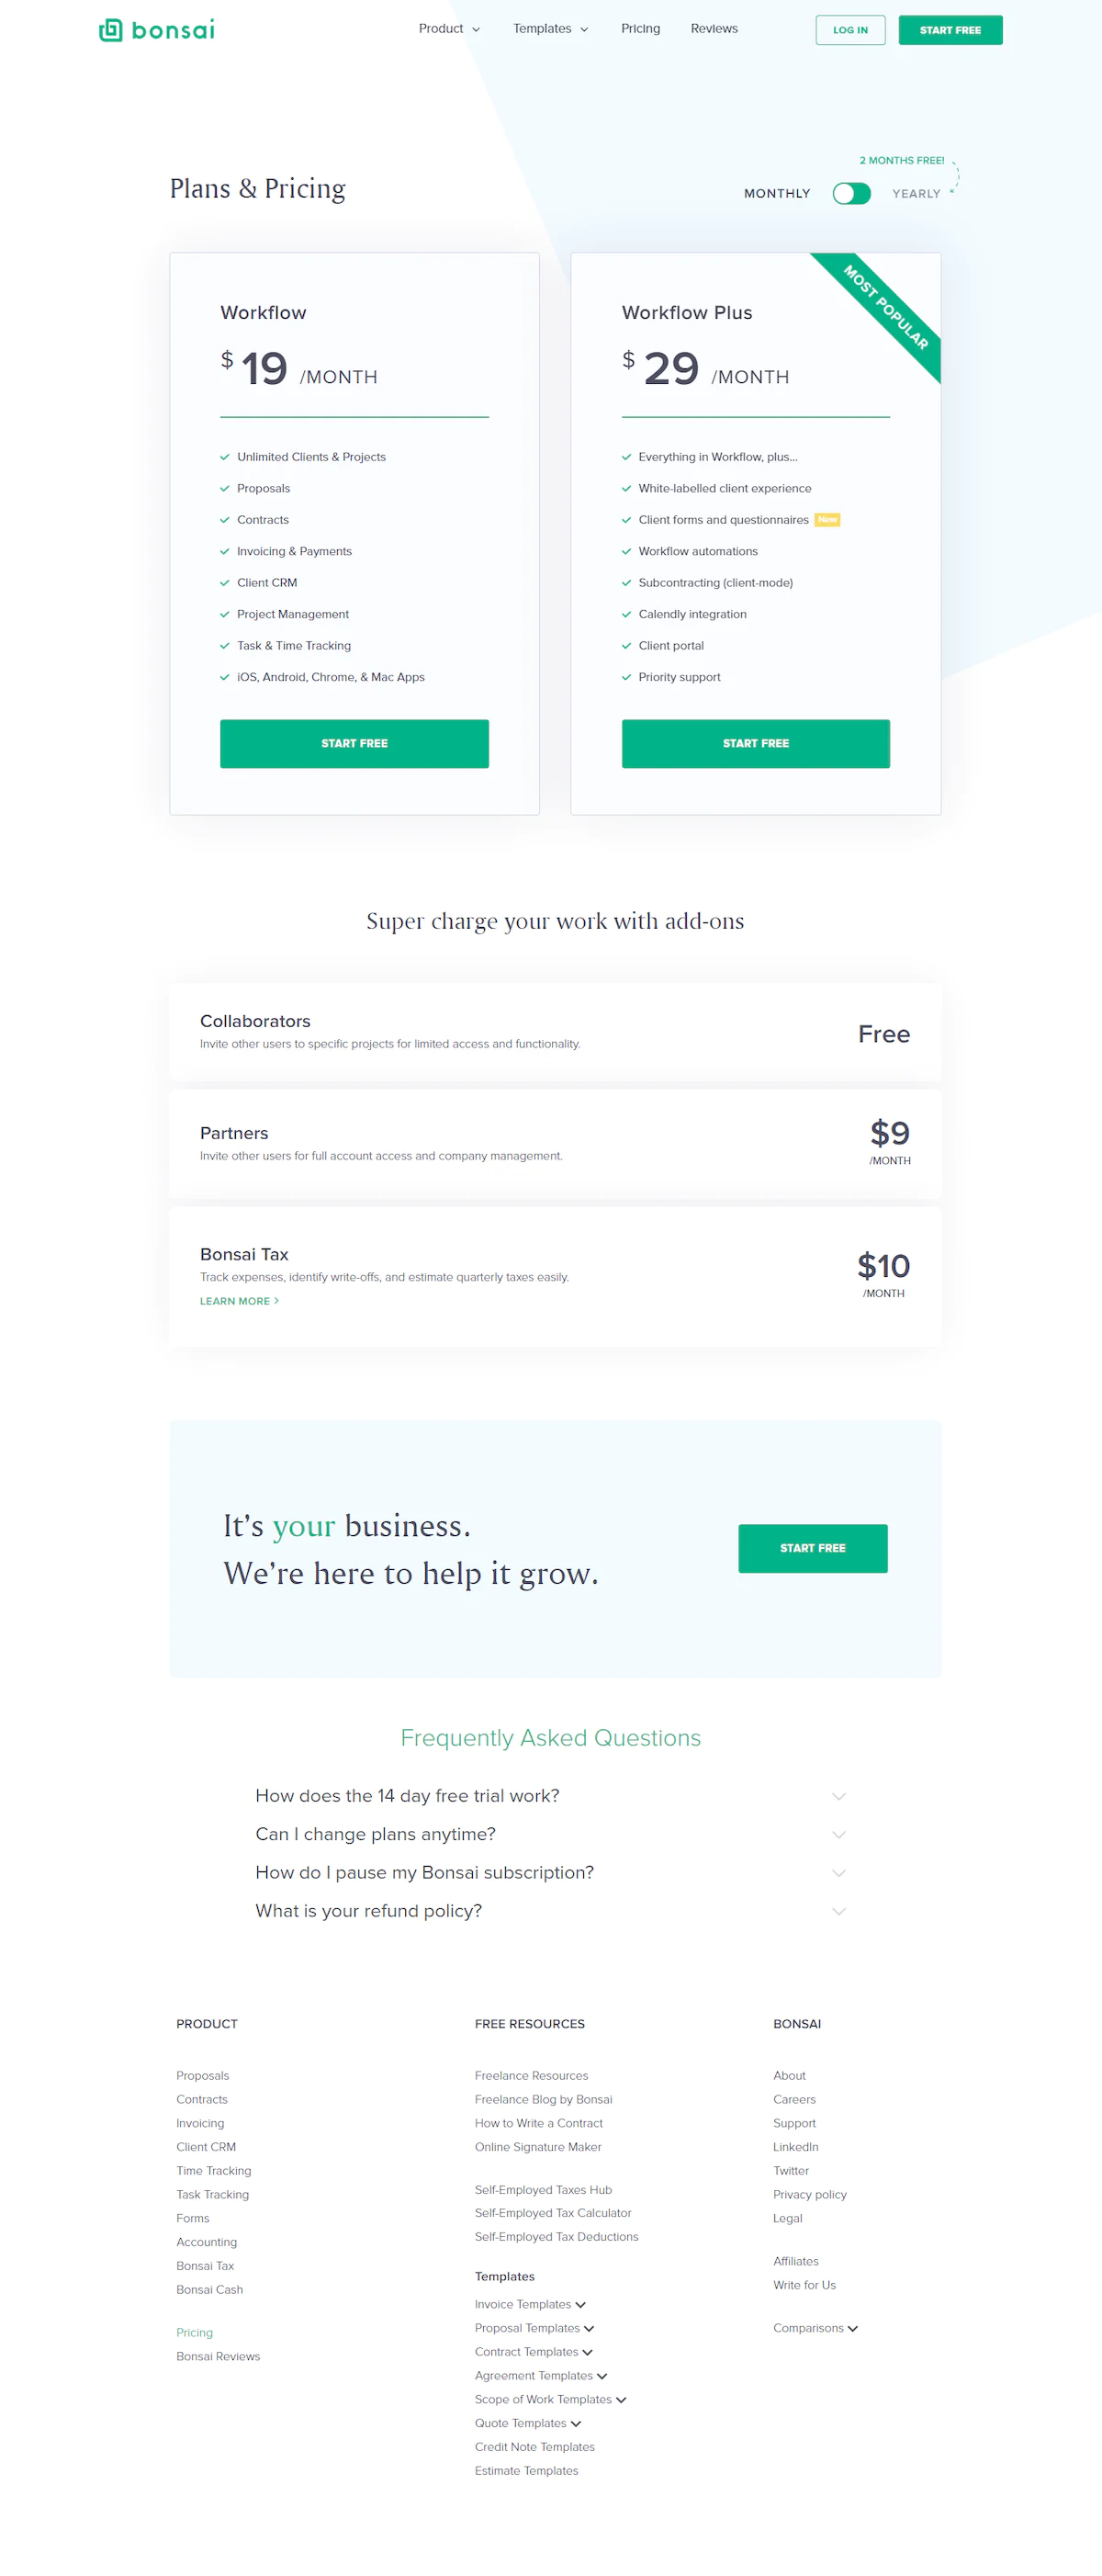 bonsai
Product Templates Pricing Reviews LOG IN START FREE
2 MONTHS FREE!
Plans & Pricing
MONTHLY YEARLY
MOST POPULAR
Workflow
$ 19 /MONTH
Unlimited Clients & Projects
Proposals
Contracts
Invoicing & Payments
Client CRM
Project Management
Task & Time Tracking
iOS, Android, Chrome, & Mac Apps
START FREE
Workflow Plus
$ 29 /MONTH
Everything in Workflow, plus...
White-labelled client experience
Client forms and questionnaires New
Workflow automations
Subcontracting (client-mode)
Calendly integration
Client portal
Priority support
START FREE
Super charge your work with add-ons
Collaborators
Invite other users to specific projects for limited access and functionality.
Free
Partners
Invite other users for full account access and company management.
$9
/MONTH
Bonsai Tax
Track expenses, identify write-offs, and estimate quarterly taxes easily.
LEARN MORE >
$10
/MONTH
It's your business.
We're here to help it grow.
START FREE
Frequently Asked Questions
How does the 14 day free trial work?
Can I change plans anytime?
How do I pause my Bonsai subscription?
What is your refund policy?
PRODUCT
Proposals
Contracts
Invoicing
Client CRM
Time Tracking
Task Tracking
Forms
Accounting
Bonsai Tax
Bonsai Cash
Pricing
Bonsai Reviews
FREE RESOURCES
Freelance Resources
Freelance Blog by Bonsai
How to Write a Contract
Online Signature Maker
Self-Employed Taxes Hub
Self-Employed Tax Calculator
Self-Employed Tax Deductions
Templates
Invoice Templates
Proposal Templates
Contract Templates
Agreement Templates
Scope of Work Templates
Quote Templates
Credit Note Templates
Estimate Templates
BONSAI
About
Careers
Support
LinkedIn
Twitter
Privacy policy
Legal
Affiliates
Write for Us
Comparisons